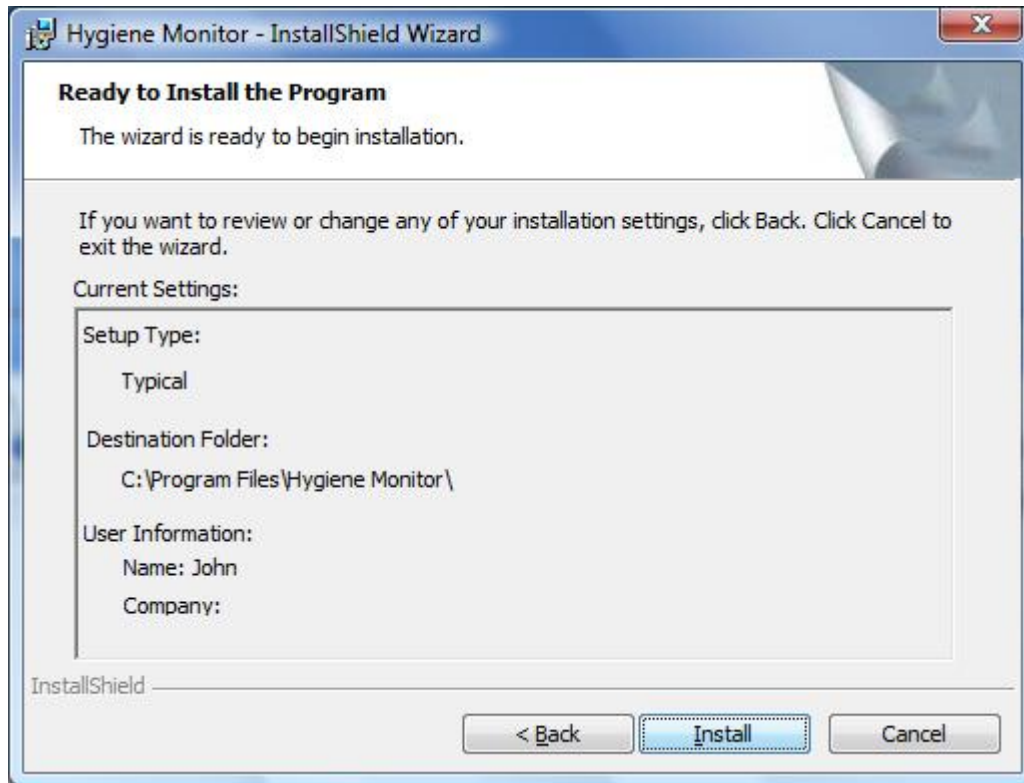 Hygiene Monitor - InstallShield Wizard
X
Ready to Install the Program
The wizard is ready to begin installation.
If you want to review or change any of your installation settings, click Back. Click Cancel to
exit the wizard.
Current Settings:
Setup Type:
Typical
Destination Folder:
C:\Program Files\Hygiene Monitor\
User Information:
Name: John
Company:
InstallShield
< Back
Install
Cancel